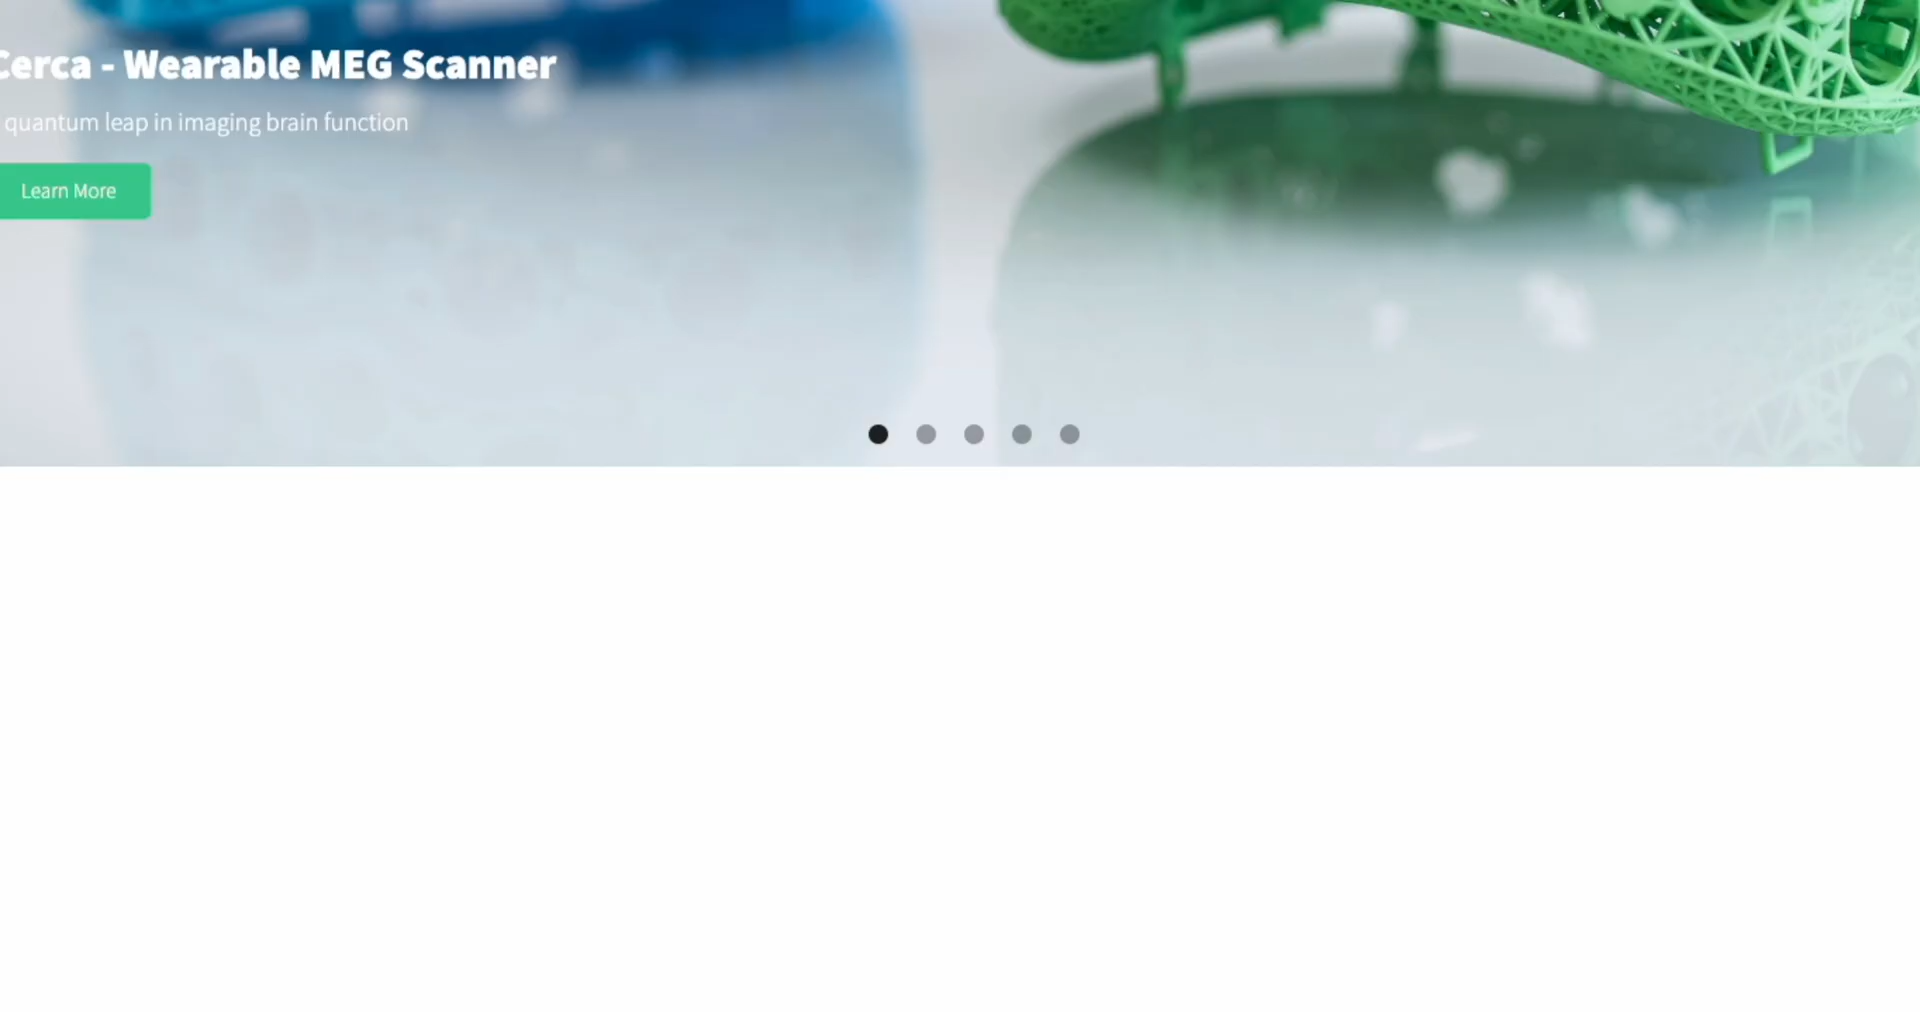 Cerca - Wearable MEG Scanner
quantum leap in imaging brain function
Learn More